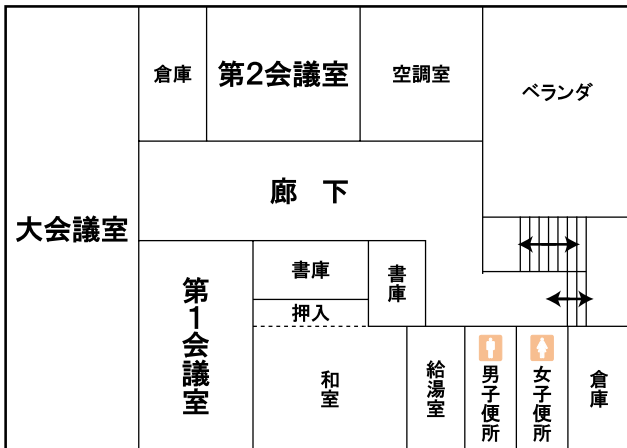 倉庫
第2会議室
空調室
ベランダ
大会議室
廊 下
第1会議室
書庫
書庫
押入
和室
給湯室
男子便所
女子便所
倉庫